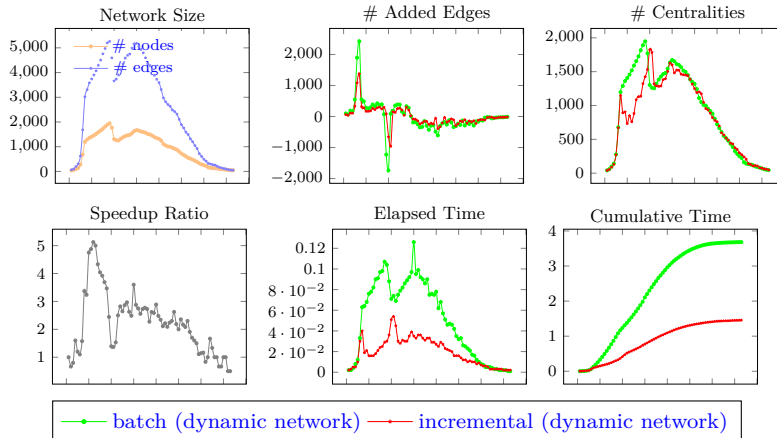 Network Size
# Added Edges
# Centralities
# nodes
# edges
5,000
4,000
3,000
2,000
1,000
0
2,000
1,000
0
−1,000
−2,000
2,000
1,500
1,000
500
0
Speedup Ratio
Elapsed Time
Cumulative Time
5
4
3
2
1
0.12
0.1
8 · 10⁻²
6 · 10⁻²
4 · 10⁻²
2 · 10⁻²
0
4
3
2
1
0
batch (dynamic network)
incremental (dynamic network)